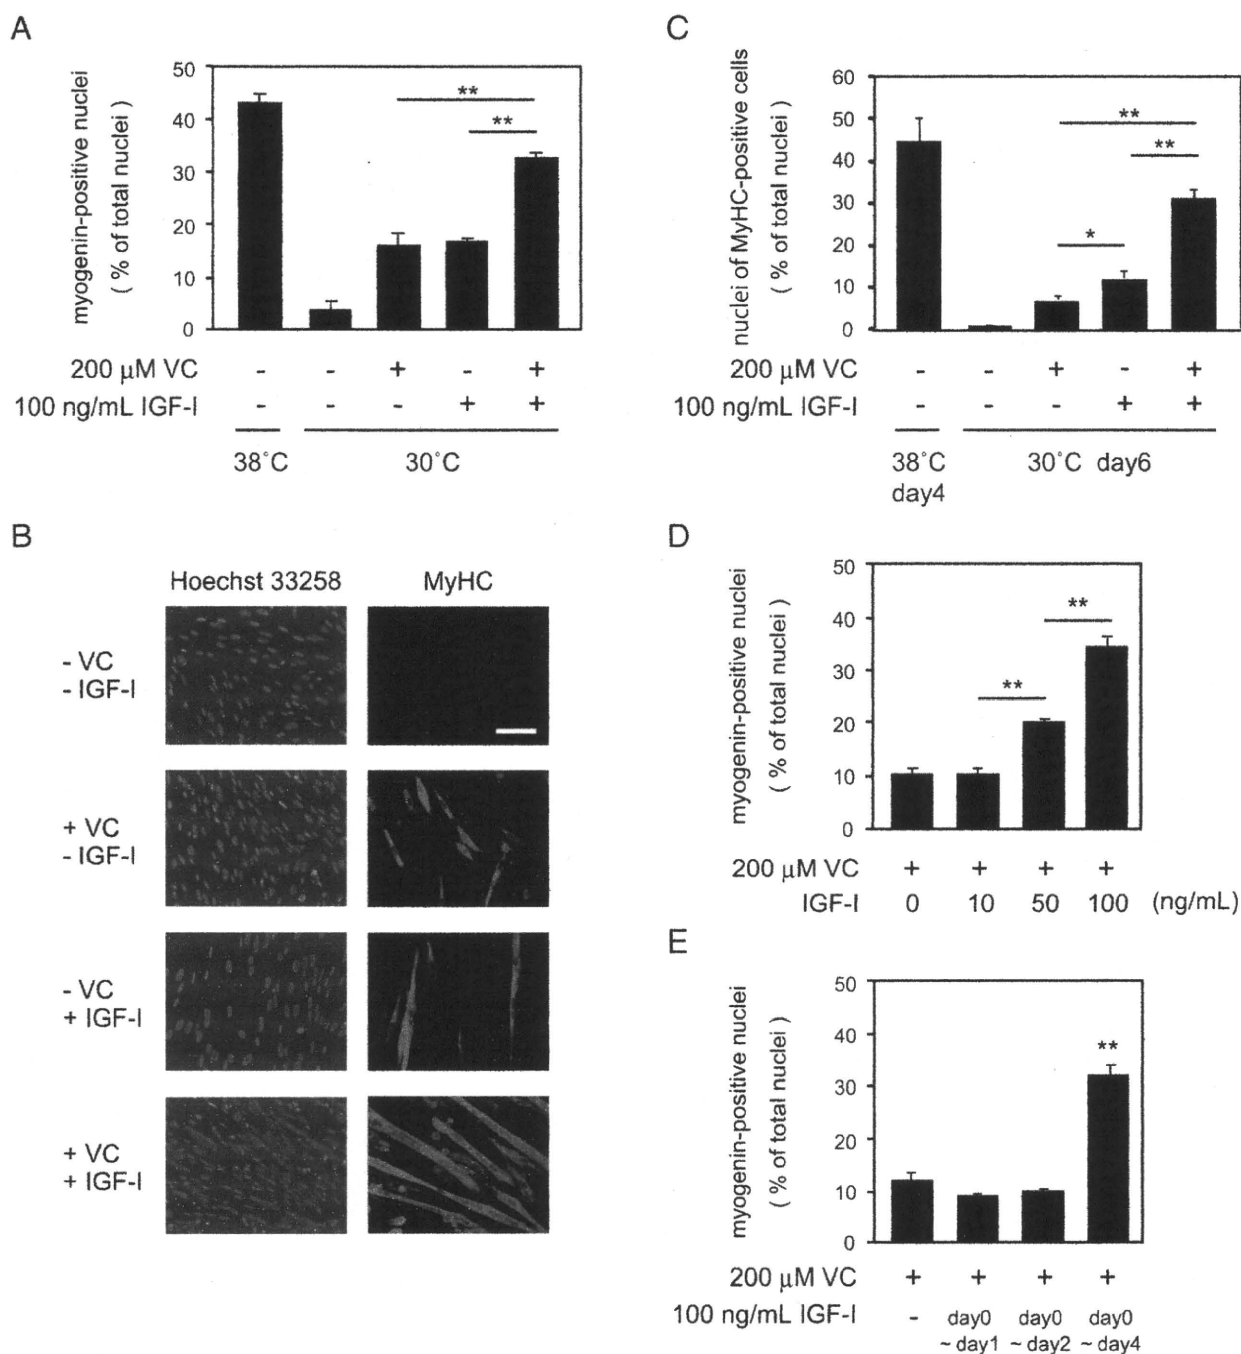 A
myogenin-positive nuclei
( % of total nuclei )
50
40
30
20
10
0
**
**
200 μM VC - - + - +
100 ng/mL IGF-I - - - + +
38°C 30°C
B
Hoechst 33258 MyHC
- VC
- IGF-I
+ VC
- IGF-I
- VC
+ IGF-I
+ VC
+ IGF-I
C
nuclei of MyHC-positive cells
( % of total nuclei )
60
50
40
30
20
10
0
**
**
*
200 μM VC - - + - +
100 ng/mL IGF-I - - - + +
38°C 30°C day6
day4
D
myogenin-positive nuclei
( % of total nuclei )
50
40
30
20
10
0
**
**
200 μM VC + + + +
IGF-I 0 10 50 100 (ng/mL)
E
myogenin-positive nuclei
( % of total nuclei )
50
40
30
20
10
0
**
200 μM VC + + + +
100 ng/mL IGF-I - day0 day0 day0
~ day1 ~ day2 ~ day4